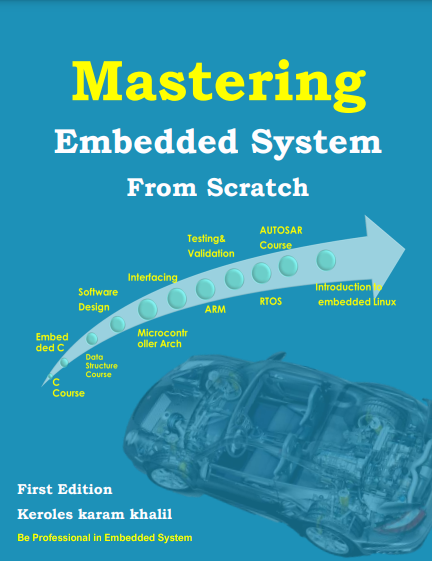 Mastering
Embedded System
From Scratch
AUTOSAR
Course
Testing&
Validation
Interfacing
Introduction to
embedded Linux
Software
Design
RTOS
ARM
Microcontr
oller Arch
Embed
ded C
Data
Structure
Course
C
Course
First Edition
Keroles karam khalil
Be Professional in Embedded System